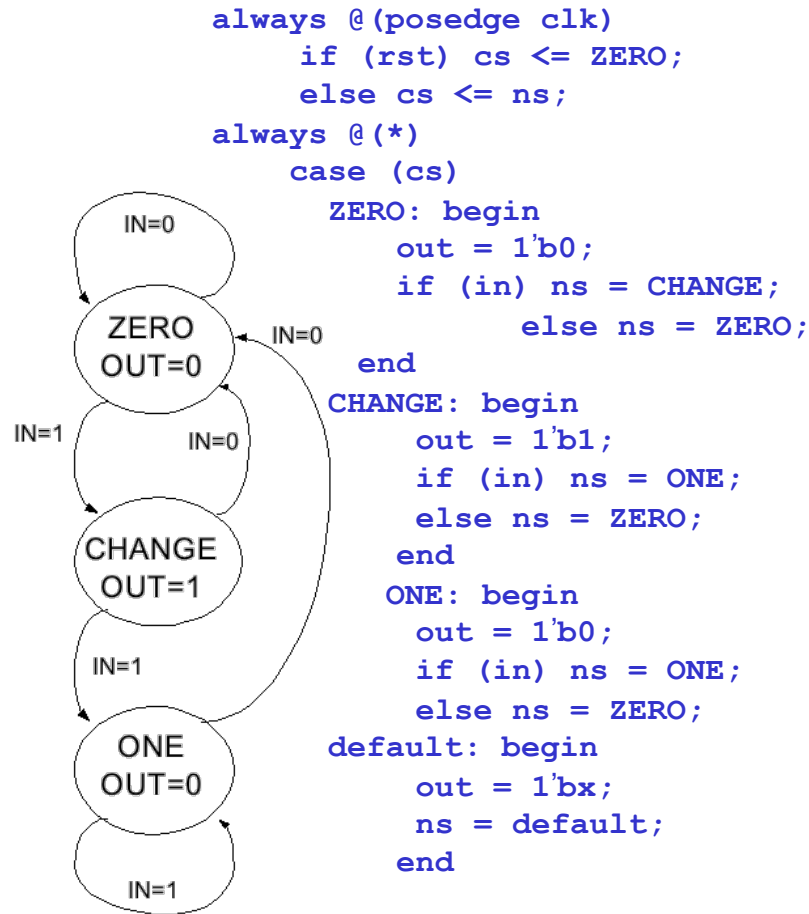 always @(posedge clk)
if (rst) cs <= ZERO;
else cs <= ns;
always @(*)
case (cs)
ZERO: begin
out = 1'b0;
if (in) ns = CHANGE;
else ns = ZERO;
end
CHANGE: begin
out = 1'b1;
if (in) ns = ONE;
else ns = ZERO;
end
ONE: begin
out = 1'b0;
if (in) ns = ONE;
else ns = ZERO;
default: begin
out = 1'bx;
ns = default;
end
IN=0
ZERO
OUT=0
IN=0
IN=1
IN=0
CHANGE
OUT=1
IN=1
ONE
OUT=0
IN=1